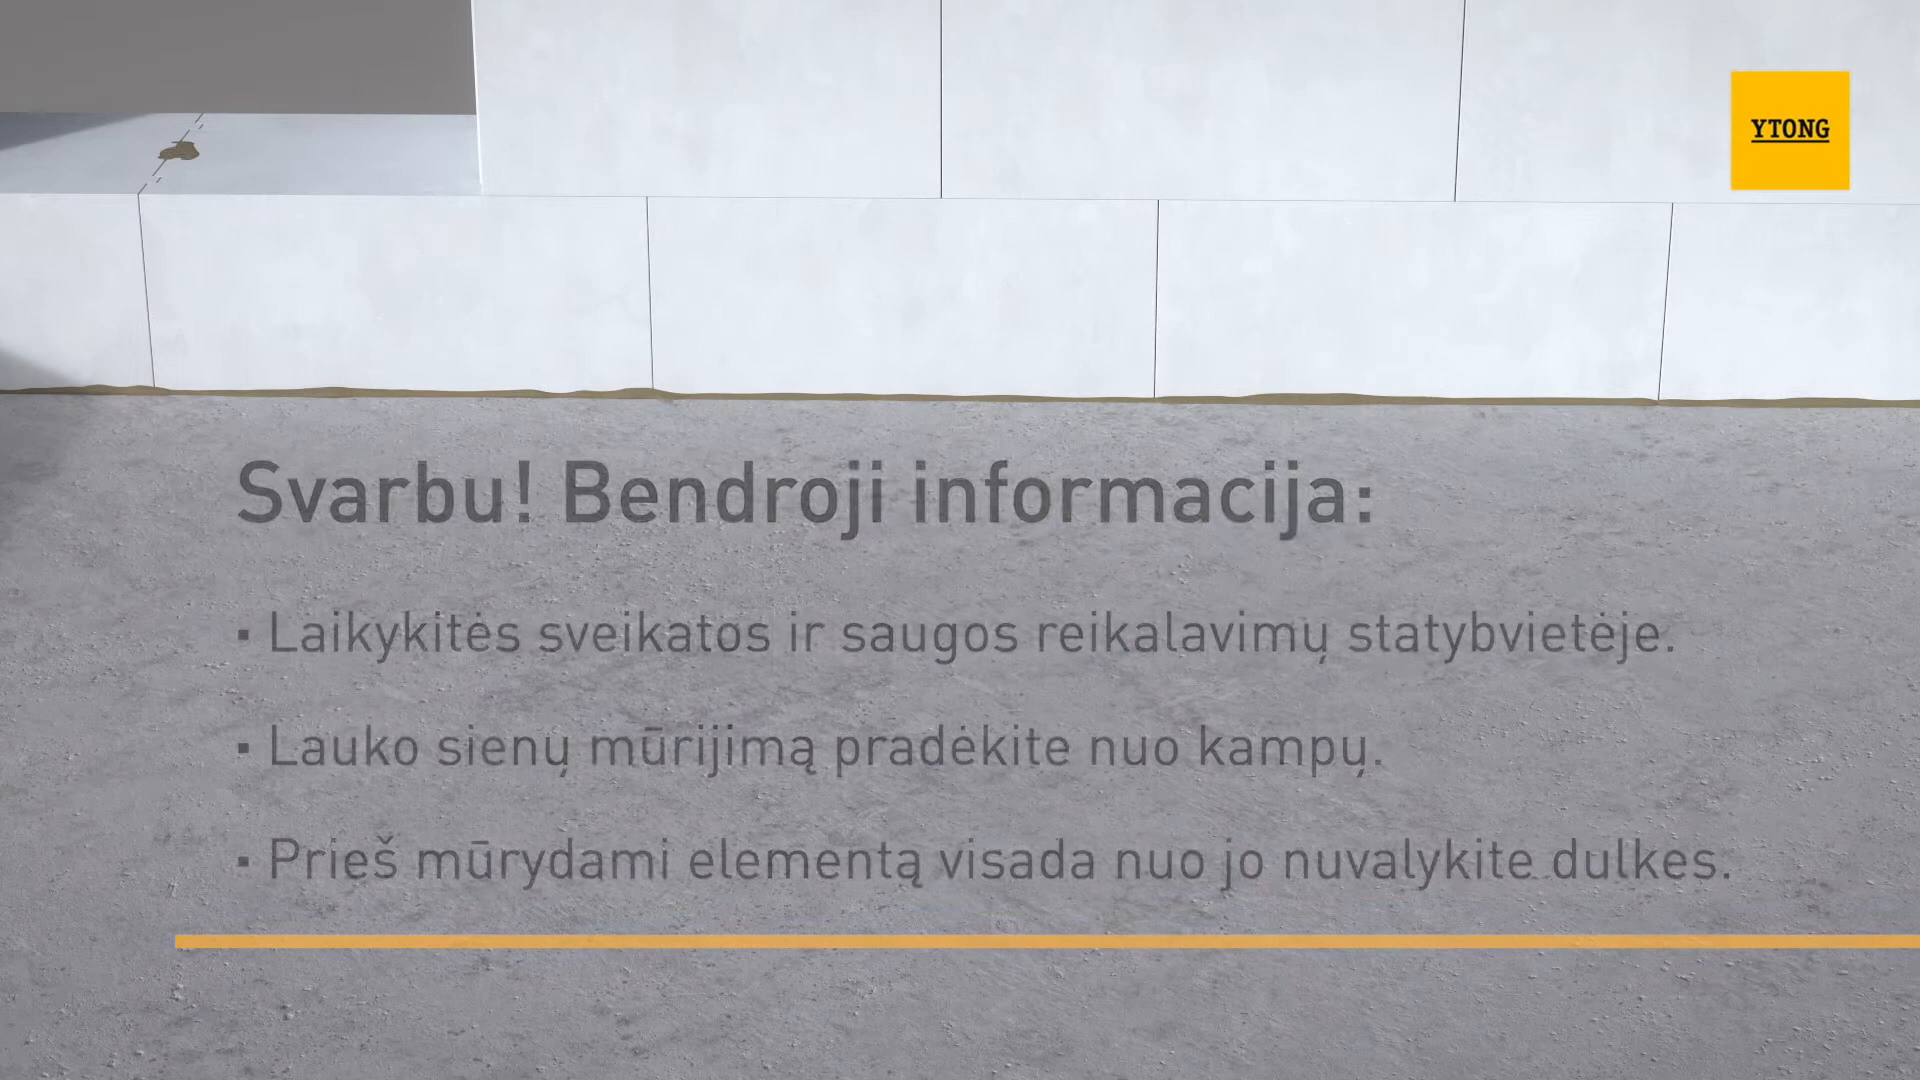 YTONG
Svarbu! Bendroji informacija:
▪ Laikykitės sveikatos ir saugos reikalavimų statybvietėje.
▪ Lauko sienų mūrijimą pradėkite nuo kampų.
▪ Prieš mūrydami elementą visada nuo jo nuvalykite dulkes.